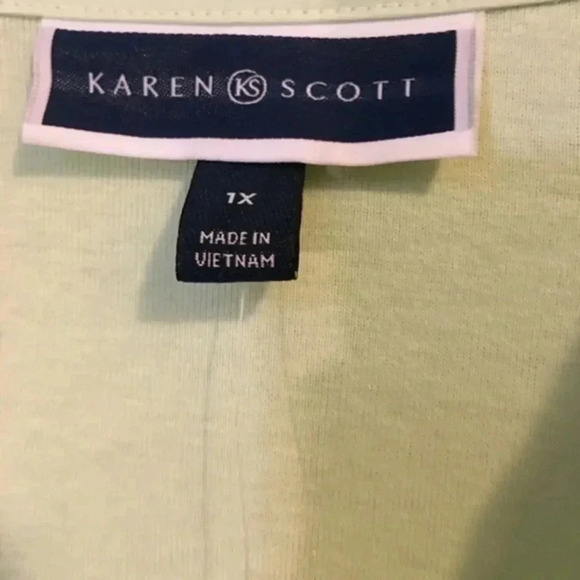 KAREN KS SCOTT
1X
MADE IN
VIETNAM